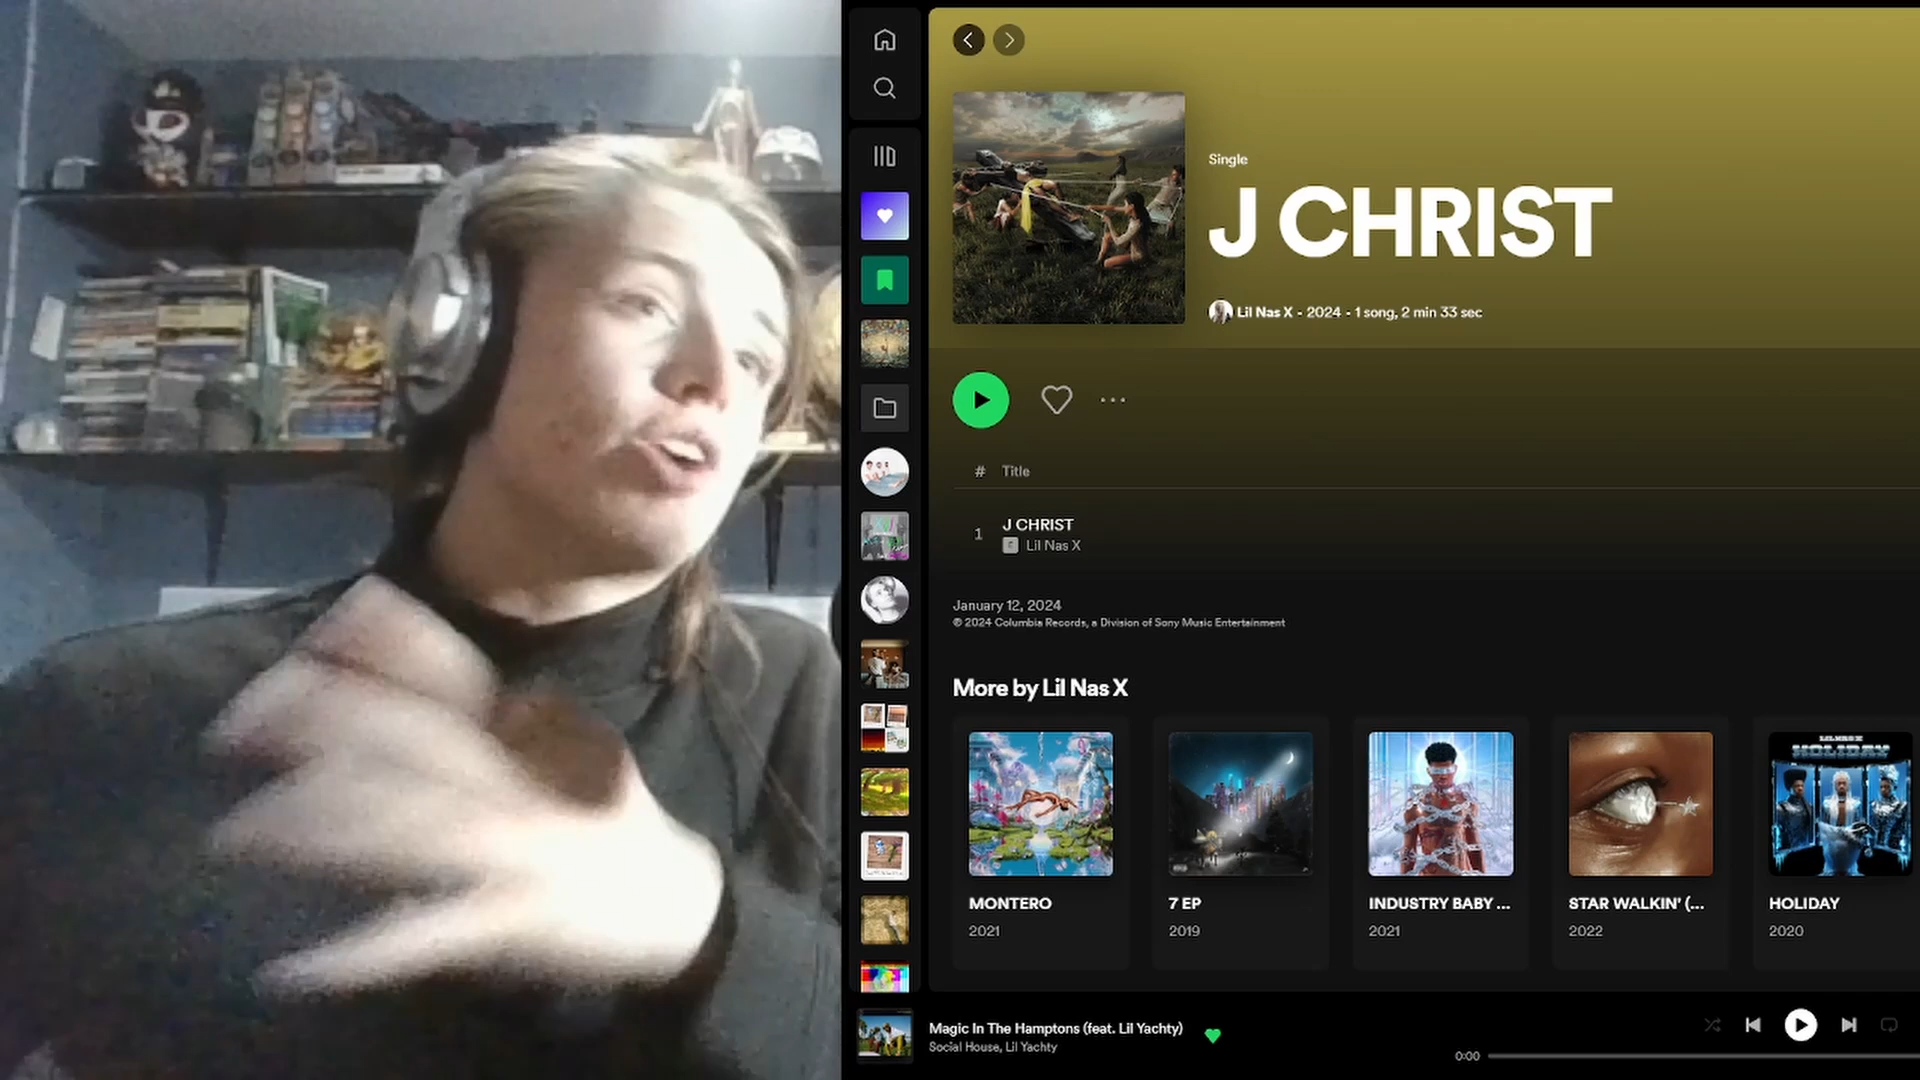 Single
J CHRIST
Lil Nas X • 2024 • 1 song, 2 min 33 sec
# Title
1
J CHRIST
E Lil Nas X
January 12, 2024
℗ 2024 Columbia Records, a Division of Sony Music Entertainment
More by Lil Nas X
LIL NAS X
HOLIDAY
MONTERO
7 EP
INDUSTRY BABY ...
STAR WALKIN' (...
HOLIDAY
2021
2019
2021
2022
2020
Magic In The Hamptons (feat. Lil Yachty)
Social House, Lil Yachty
0:00